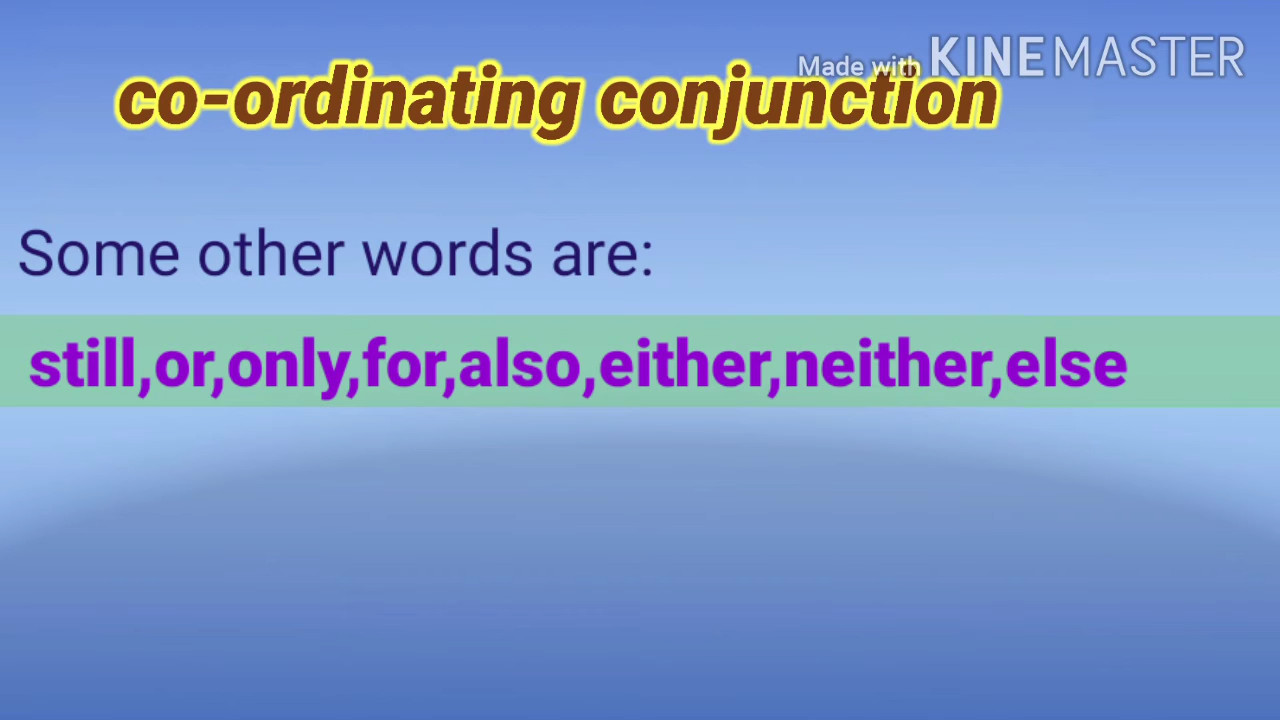 Made with KINEMASTER
co-ordinating conjunction
Some other words are:
still,or,only,for,also,either,neither,else